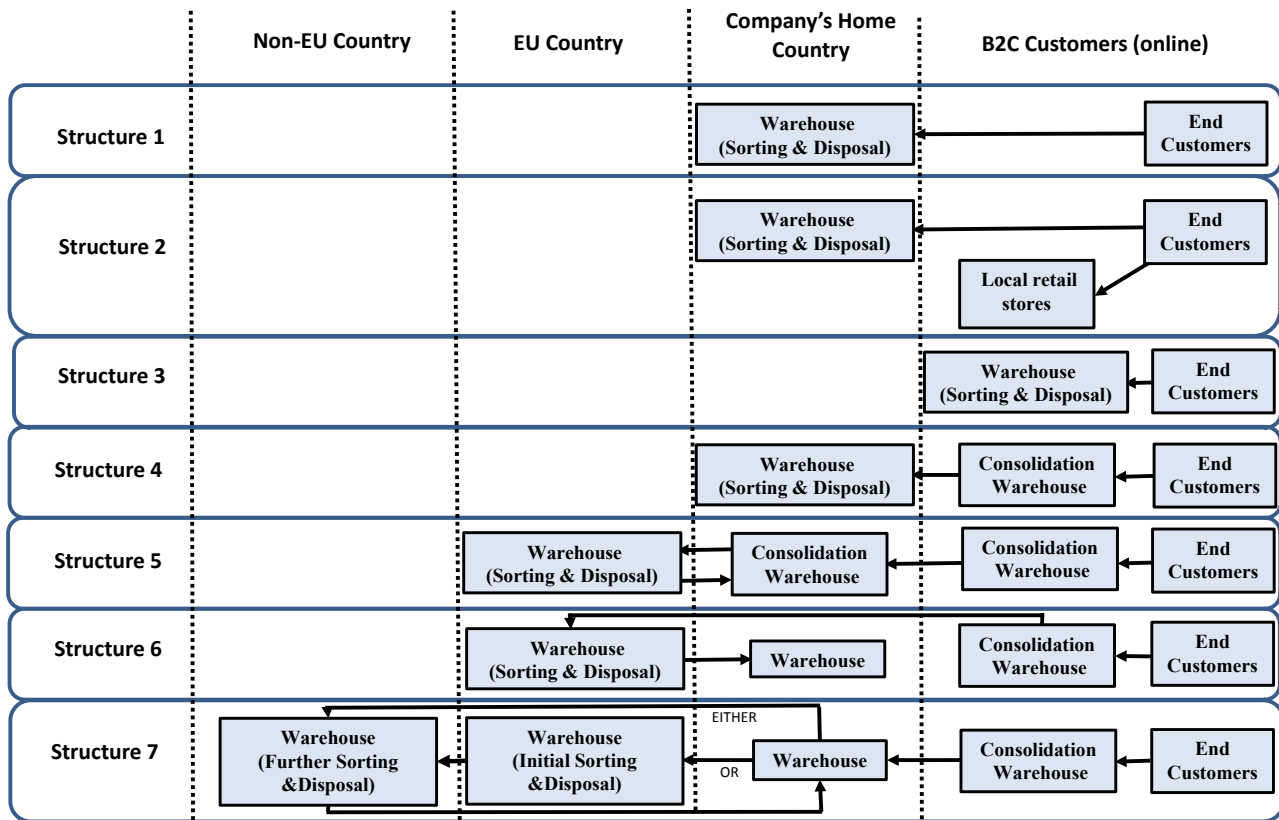 Non-EU Country
EU Country
Company's Home
Country
B2C Customers (online)
Structure 1
Warehouse
(Sorting & Disposal)
End
Customers
Structure 2
Warehouse
(Sorting & Disposal)
End
Customers
Local retail
stores
Structure 3
Warehouse
(Sorting & Disposal)
End
Customers
Structure 4
Warehouse
(Sorting & Disposal)
Consolidation
Warehouse
End
Customers
Structure 5
Warehouse
(Sorting & Disposal)
Consolidation
Warehouse
Consolidation
Warehouse
End
Customers
Structure 6
Warehouse
(Sorting & Disposal)
Warehouse
Consolidation
Warehouse
End
Customers
Structure 7
Warehouse
(Further Sorting
&Disposal)
Warehouse
(Initial Sorting
&Disposal)
EITHER
OR
Warehouse
Consolidation
Warehouse
End
Customers